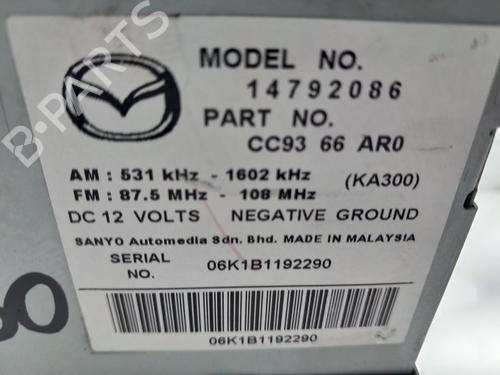 MODEL NO.
14792086
PART NO.
CC93 66 AR0
AM : 531 kHz - 1602 kHz
(KA300)
FM : 87.5 MHz - 108 MHz
DC 12 VOLTS NEGATIVE GROUND
SANYO Automedia Sdn. Bhd. MADE IN MALAYSIA
SERIAL NO.
06K1B1192290
06K1B1192290
B-PARTS